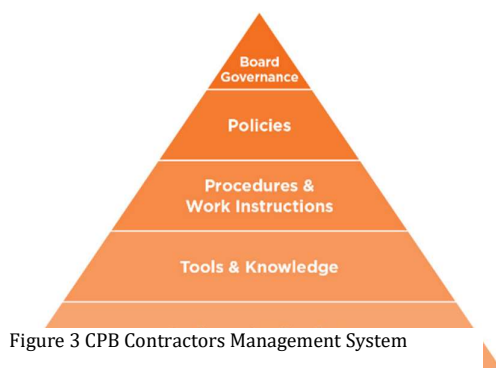 Board
Governance
Policies
Procedures &
Work Instructions
Tools & Knowledge
Figure 3 CPB Contractors Management System